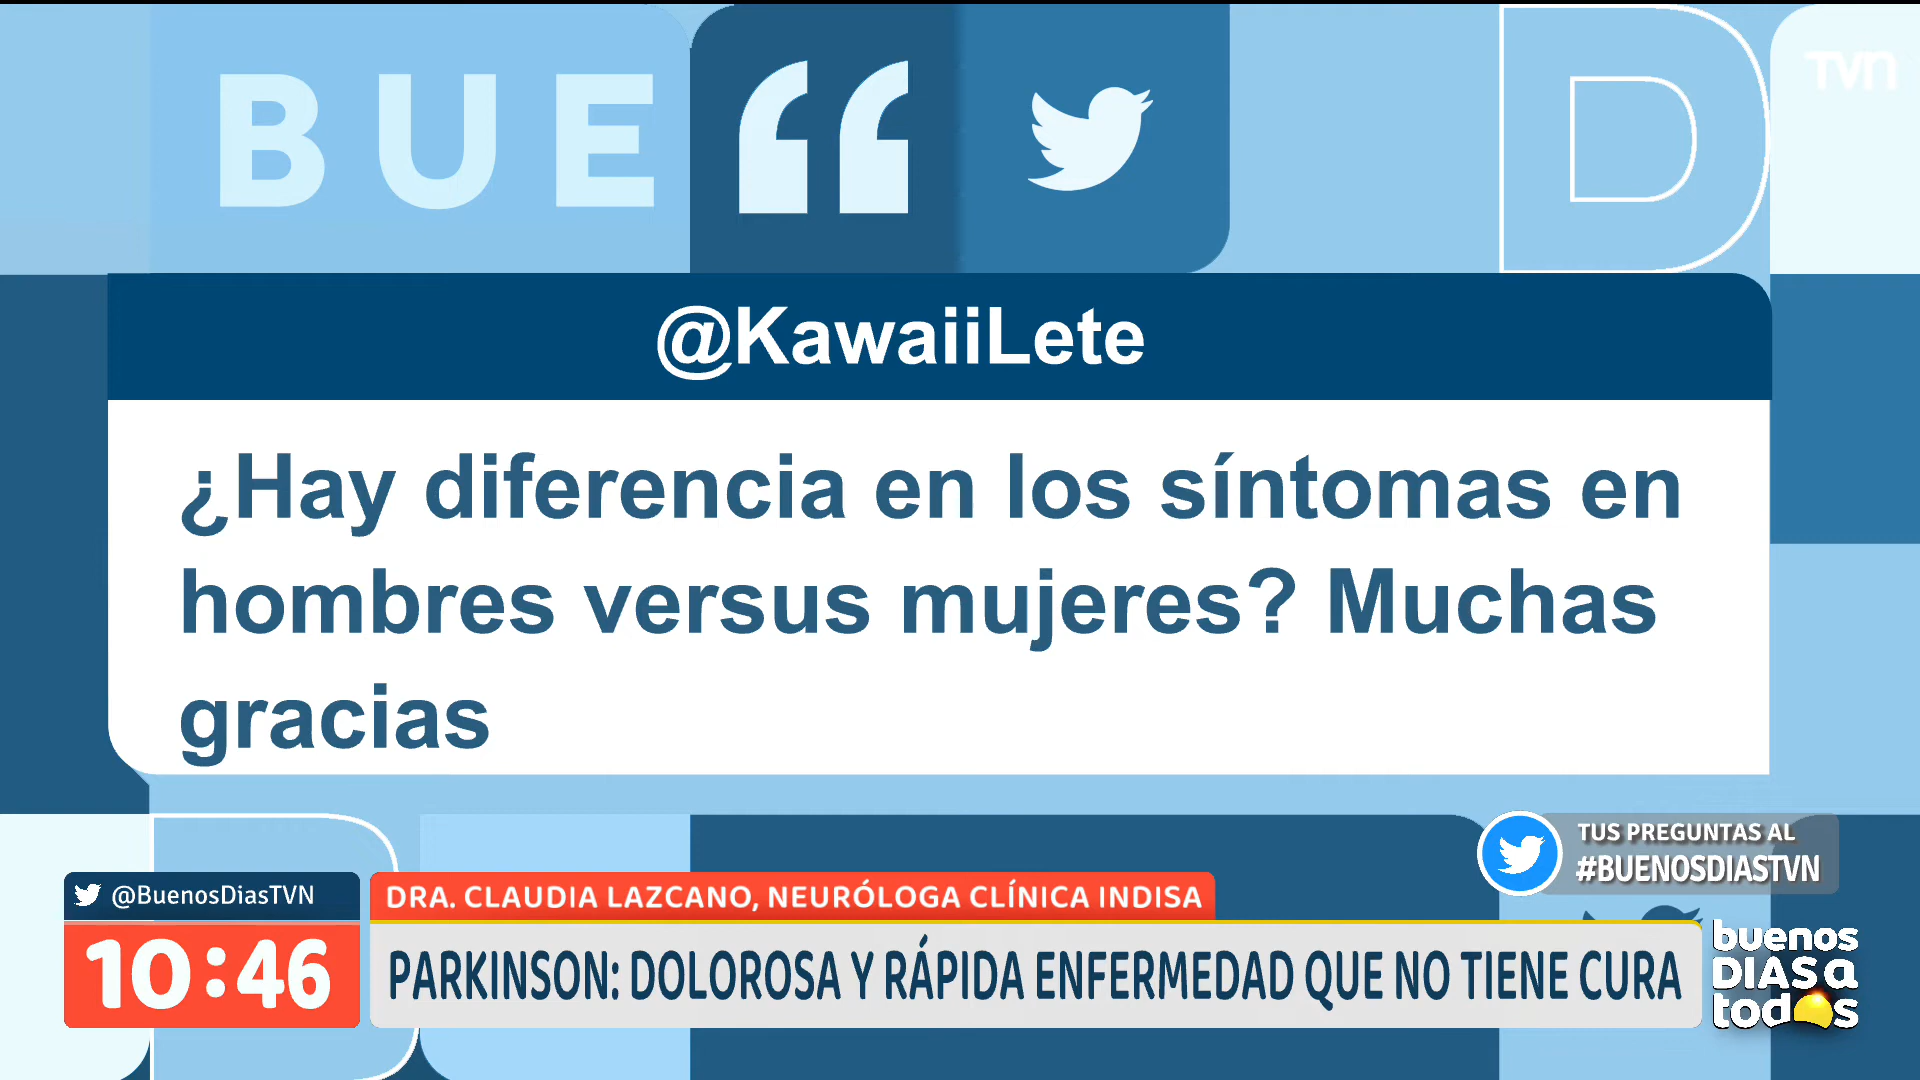 BUE
D
TVN
@KawaiiLete
¿Hay diferencia en los síntomas en
hombres versus mujeres? Muchas
gracias
TUS PREGUNTAS AL
#BUENOSDIASTVN
@BuenosDiasTVN
DRA. CLAUDIA LAZCANO, NEURÓLOGA CLÍNICA INDISA
10:46
PARKINSON: DOLOROSA Y RÁPIDA ENFERMEDAD QUE NO TIENE CURA
buenos
DÍAS a
todos